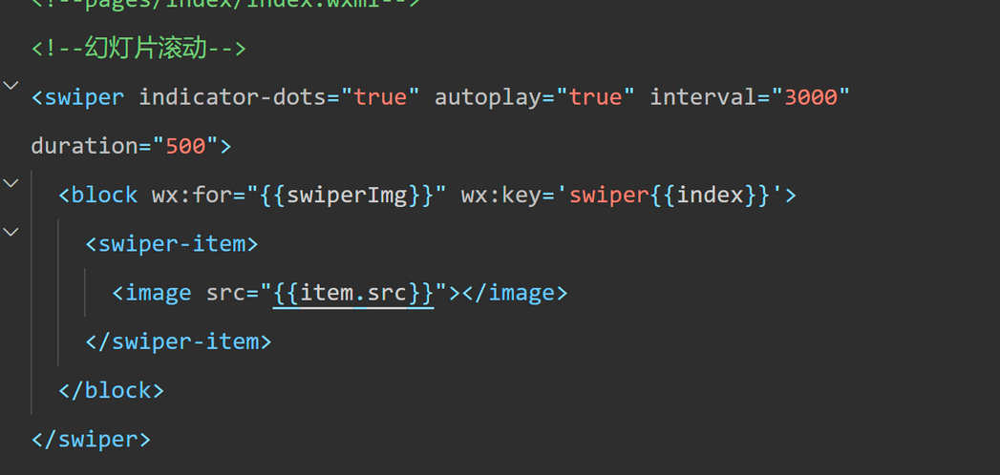 <!--pages/index/index.wxml-->
<!--幻灯片滚动-->
<swiper indicator-dots="true" autoplay="true" interval="3000"
duration="500">
<block wx:for="{{swiperImg}}" wx:key='swiper{{index}}'>
<swiper-item>
<image src="{{item.src}}"></image>
</swiper-item>
</block>
</swiper>